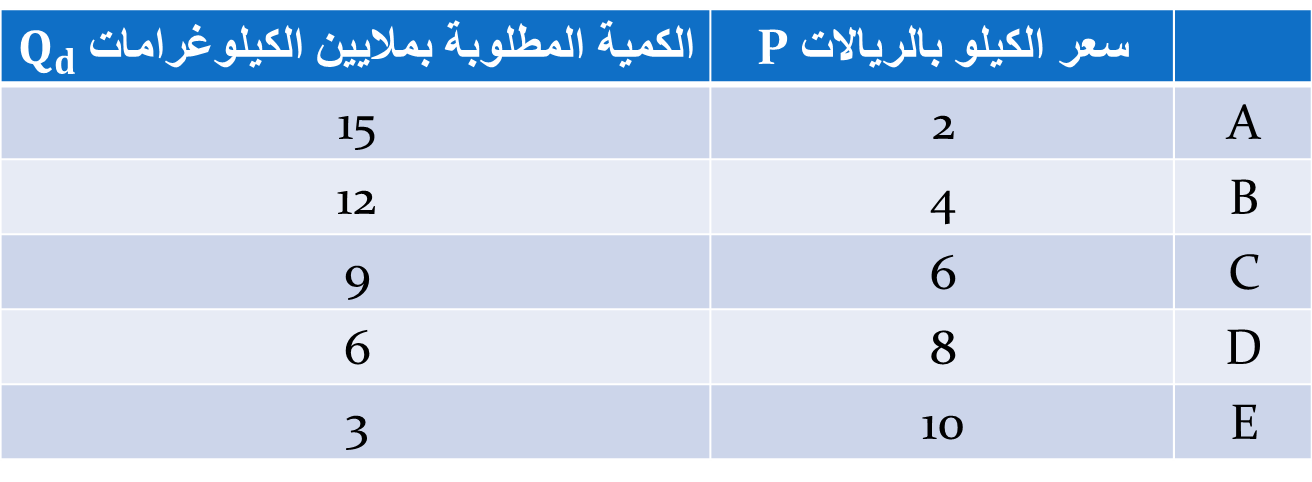 سعر الكيلو بالريالات P الكمية المطلوبة بملايين الكيلوغرامات Qd
A 2 15
B 4 12
C 6 9
D 8 6
E 10 3